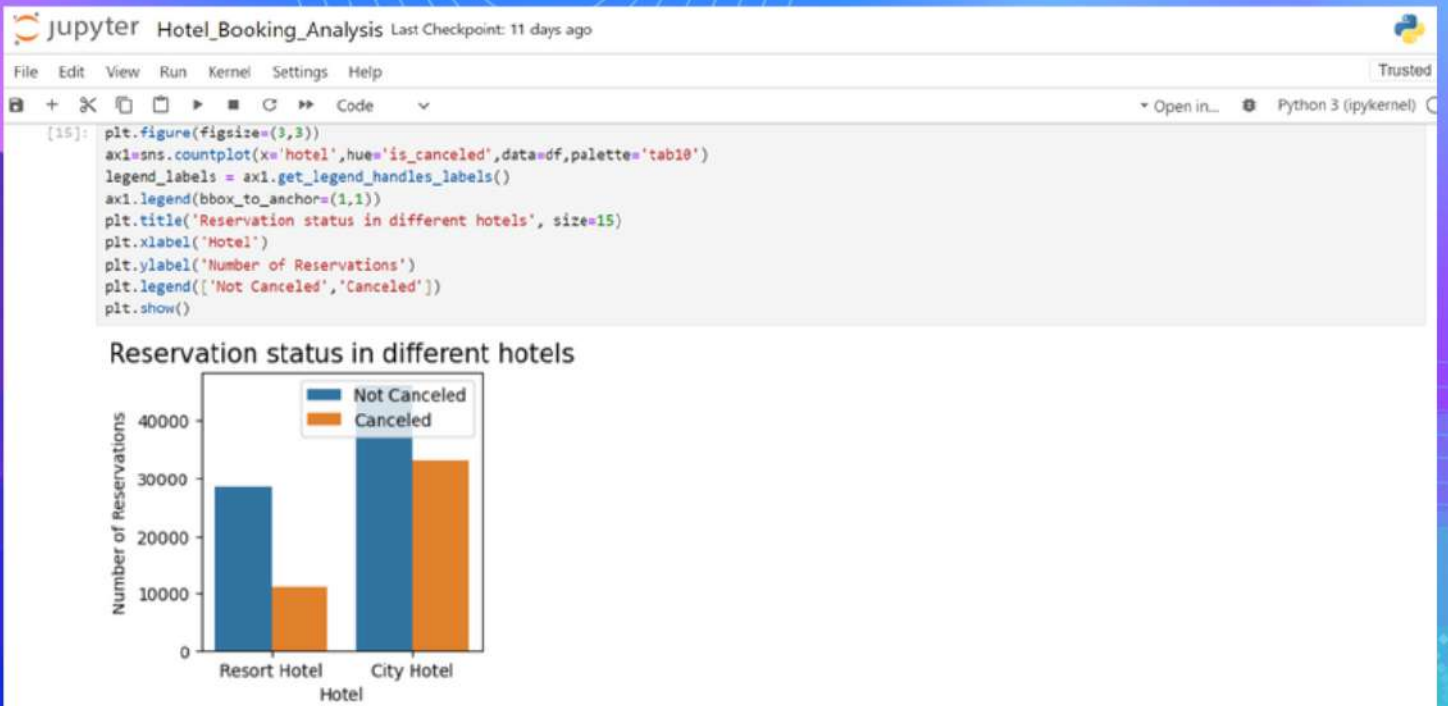 jupyter Hotel_Booking_Analysis Last Checkpoint: 11 days ago
File Edit View Run Kernel Settings Help Trusted
Code Open in... Python 3 (ipykernel)
[15]: plt.figure(figsize=(3,3))
ax1=sns.countplot(x='hotel',hue='is_canceled',data=df,palette='tab10')
legend_labels = ax1.get_legend_handles_labels()
ax1.legend(bbox_to_anchor=(1,1))
plt.title('Reservation status in different hotels', size=15)
plt.xlabel('Hotel')
plt.ylabel('Number of Reservations')
plt.legend(['Not Canceled','Canceled'])
plt.show()
Reservation status in different hotels
Not Canceled
Canceled
Number of Reservations
40000
30000
20000
10000
0
Resort Hotel City Hotel
Hotel